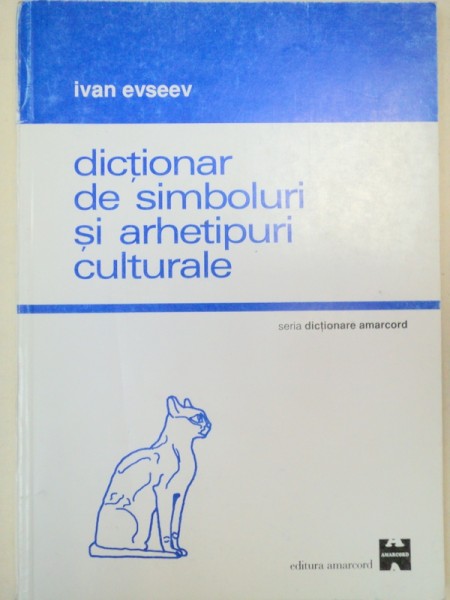 ivan evseev
dicționar
de simboluri
și arhetipuri
culturale
seria dicționare amarcord
editura amarcord
AMARCORD